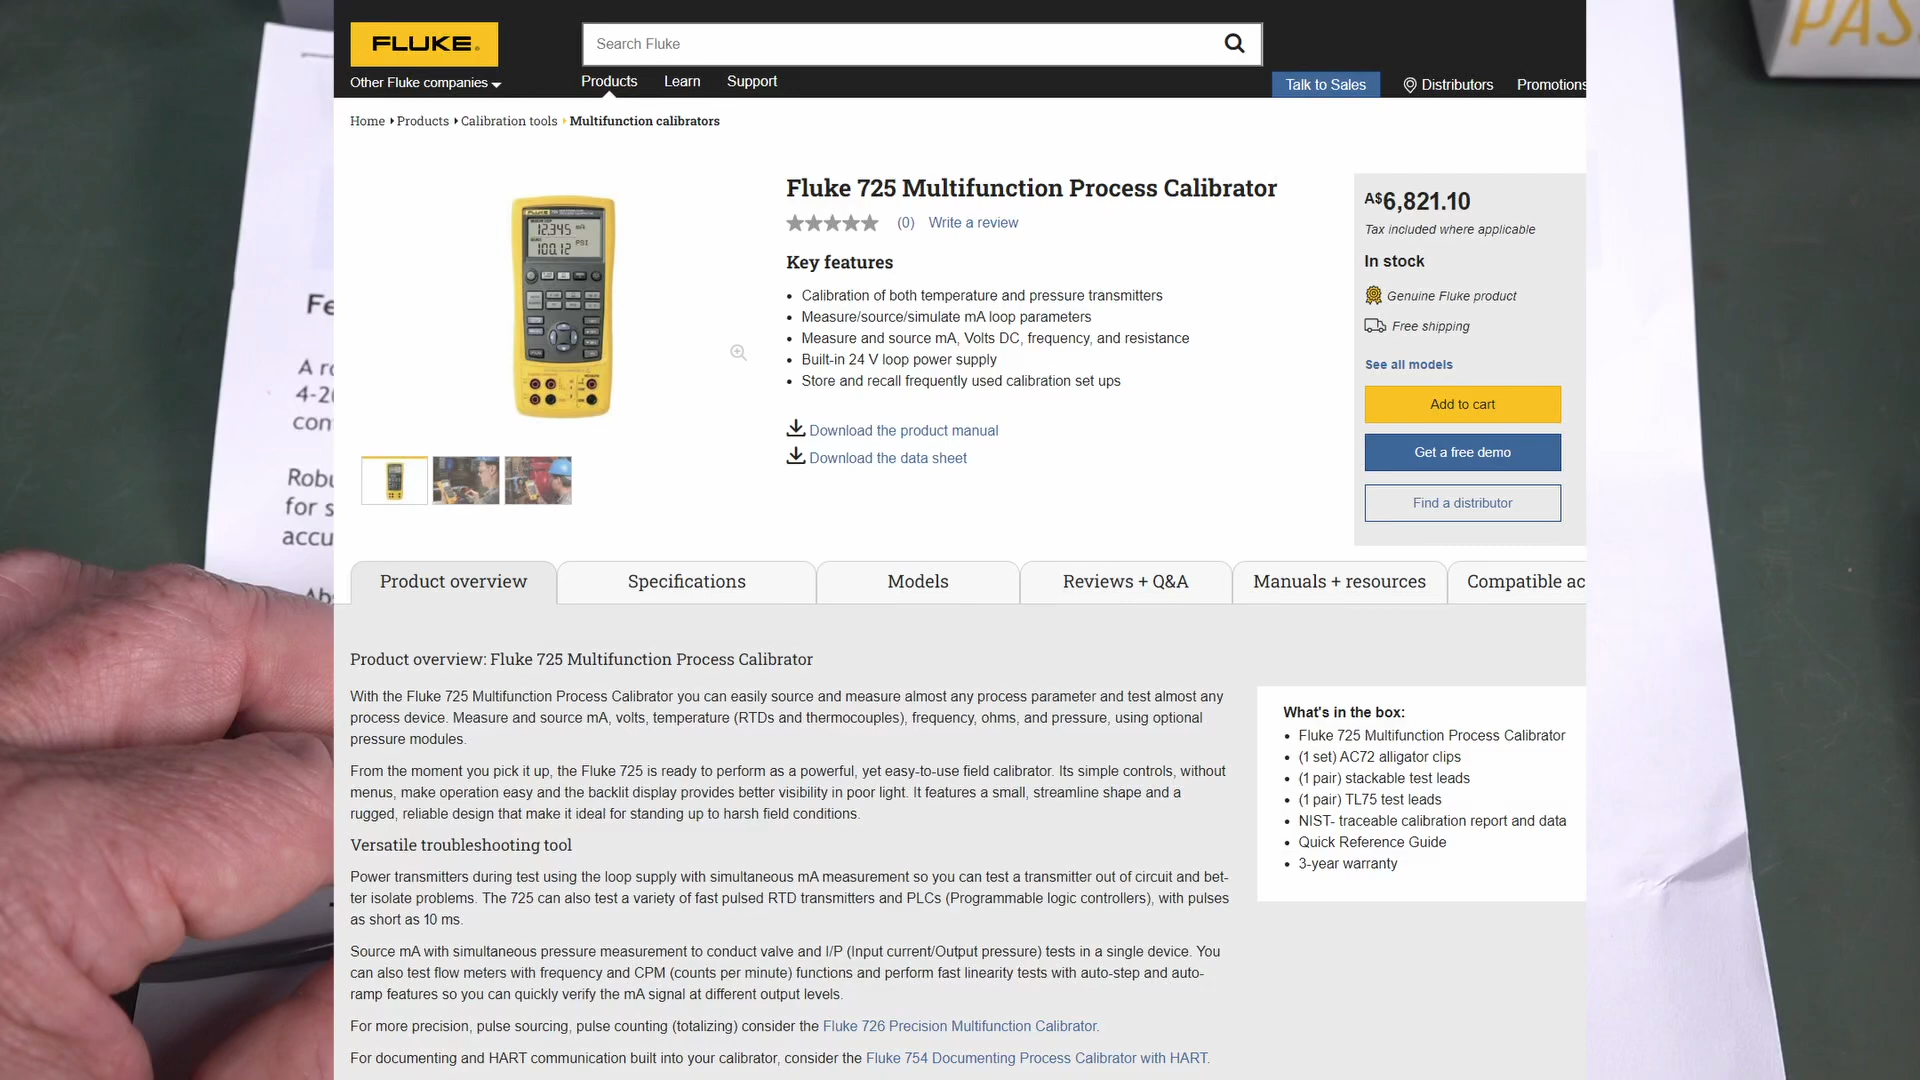 FLUKE
Search Fluke
Other Fluke companies
Products
Learn
Support
Talk to Sales
Distributors
Promotions
PAS
Home
Products
Calibration tools
Multifunction calibrators
Fluke 725 Multifunction Process Calibrator
(0)
Write a review
Key features
Calibration of both temperature and pressure transmitters
Measure/source/simulate mA loop parameters
Measure and source mA, Volts DC, frequency, and resistance
Built-in 24 V loop power supply
Store and recall frequently used calibration set ups
Download the product manual
Download the data sheet
FLUKE
12.345 mA
100.12 PSI
A$6,821.10
Tax included where applicable
In stock
Genuine Fluke product
Free shipping
See all models
Add to cart
Get a free demo
Find a distributor
Fe
A ro
4-20
con
Robu
for s
accu
Abs
Product overview
Specifications
Models
Reviews + Q&A
Manuals + resources
Compatible ac
Product overview: Fluke 725 Multifunction Process Calibrator
With the Fluke 725 Multifunction Process Calibrator you can easily source and measure almost any process parameter and test almost any
process device. Measure and source mA, volts, temperature (RTDs and thermocouples), frequency, ohms, and pressure, using optional
pressure modules.
From the moment you pick it up, the Fluke 725 is ready to perform as a powerful, yet easy-to-use field calibrator. Its simple controls, without
menus, make operation easy and the backlit display provides better visibility in poor light. It features a small, streamline shape and a
rugged, reliable design that make it ideal for standing up to harsh field conditions.
Versatile troubleshooting tool
Power transmitters during test using the loop supply with simultaneous mA measurement so you can test a transmitter out of circuit and bet-
ter isolate problems. The 725 can also test a variety of fast pulsed RTD transmitters and PLCs (Programmable logic controllers), with pulses
as short as 10 ms.
Source mA with simultaneous pressure measurement to conduct valve and I/P (Input current/Output pressure) tests in a single device. You
can also test flow meters with frequency and CPM (counts per minute) functions and perform fast linearity tests with auto-step and auto-
ramp features so you can quickly verify the mA signal at different output levels.
For more precision, pulse sourcing, pulse counting (totalizing) consider the Fluke 726 Precision Multifunction Calibrator.
For documenting and HART communication built into your calibrator, consider the Fluke 754 Documenting Process Calibrator with HART.
What's in the box:
Fluke 725 Multifunction Process Calibrator
(1 set) AC72 alligator clips
(1 pair) stackable test leads
(1 pair) TL75 test leads
NIST- traceable calibration report and data
Quick Reference Guide
3-year warranty